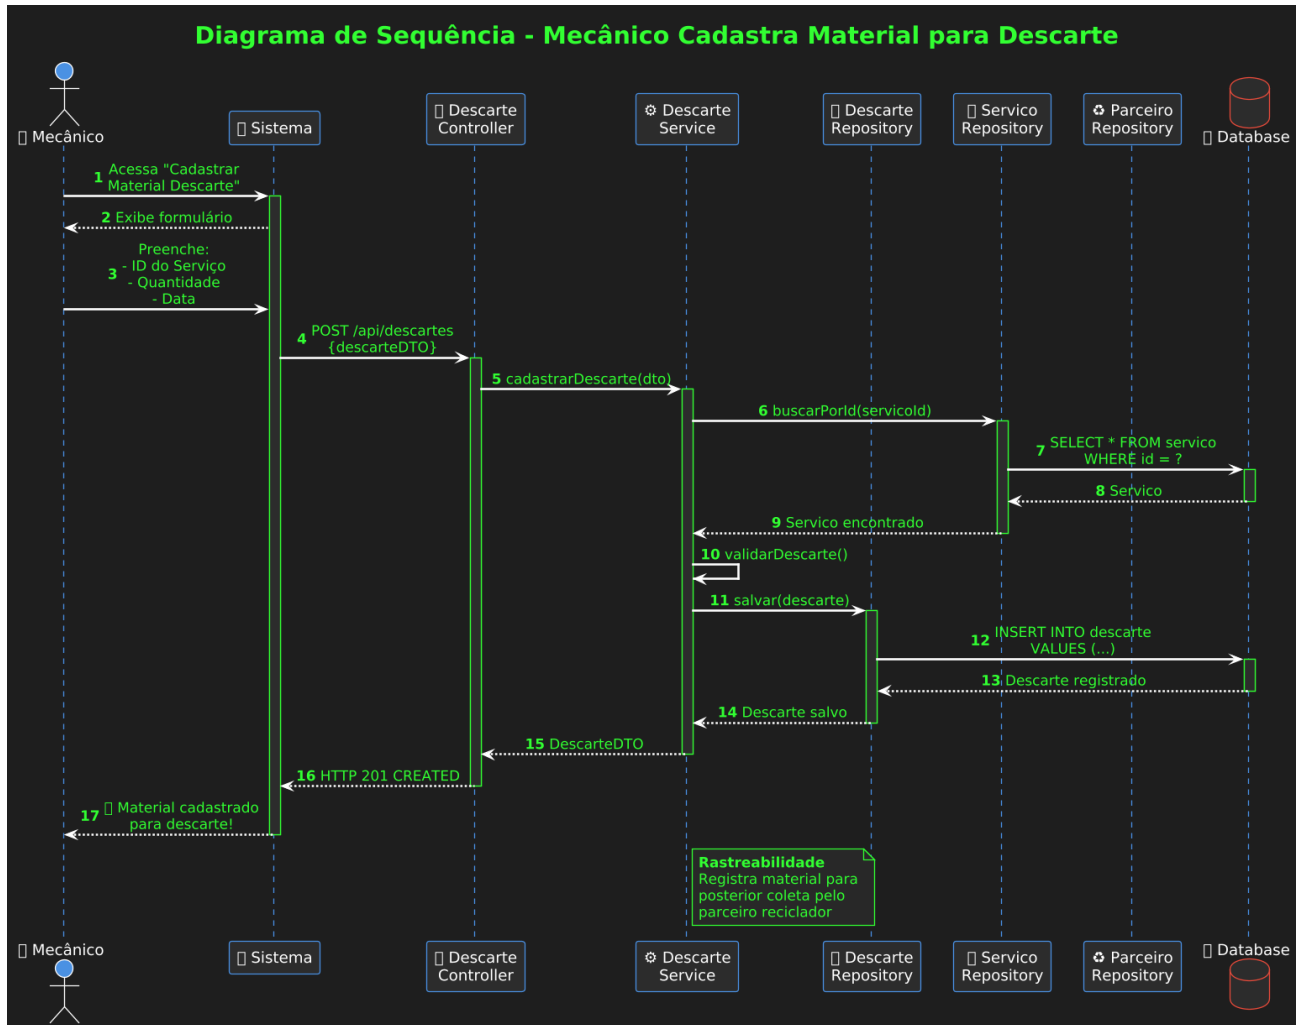 Diagrama de Sequência - Mecânico Cadastra Material para Descarte
Mecânico
Sistema
Descarte
Controller
⚙ Descarte
Service
Descarte
Repository
Servico
Repository
♻ Parceiro
Repository
Database
1 Acessa "Cadastrar
Material Descarte"
2 Exibe formulário
3 Preenche:
- ID do Serviço
- Quantidade
- Data
4 POST /api/descartes
{descarteDTO}
5 cadastrarDescarte(dto)
6 buscarPorId(servicoId)
7 SELECT * FROM servico
WHERE id = ?
8 Servico
9 Servico encontrado
10 validarDescarte()
11 salvar(descarte)
12 INSERT INTO descarte
VALUES (...)
13 Descarte registrado
14 Descarte salvo
15 DescarteDTO
16 HTTP 201 CREATED
17 Material cadastrado
para descarte!
Rastreabilidade
Registra material para
posterior coleta pelo
parceiro reciclador
Mecânico
Sistema
Descarte
Controller
⚙ Descarte
Service
Descarte
Repository
Servico
Repository
♻ Parceiro
Repository
Database